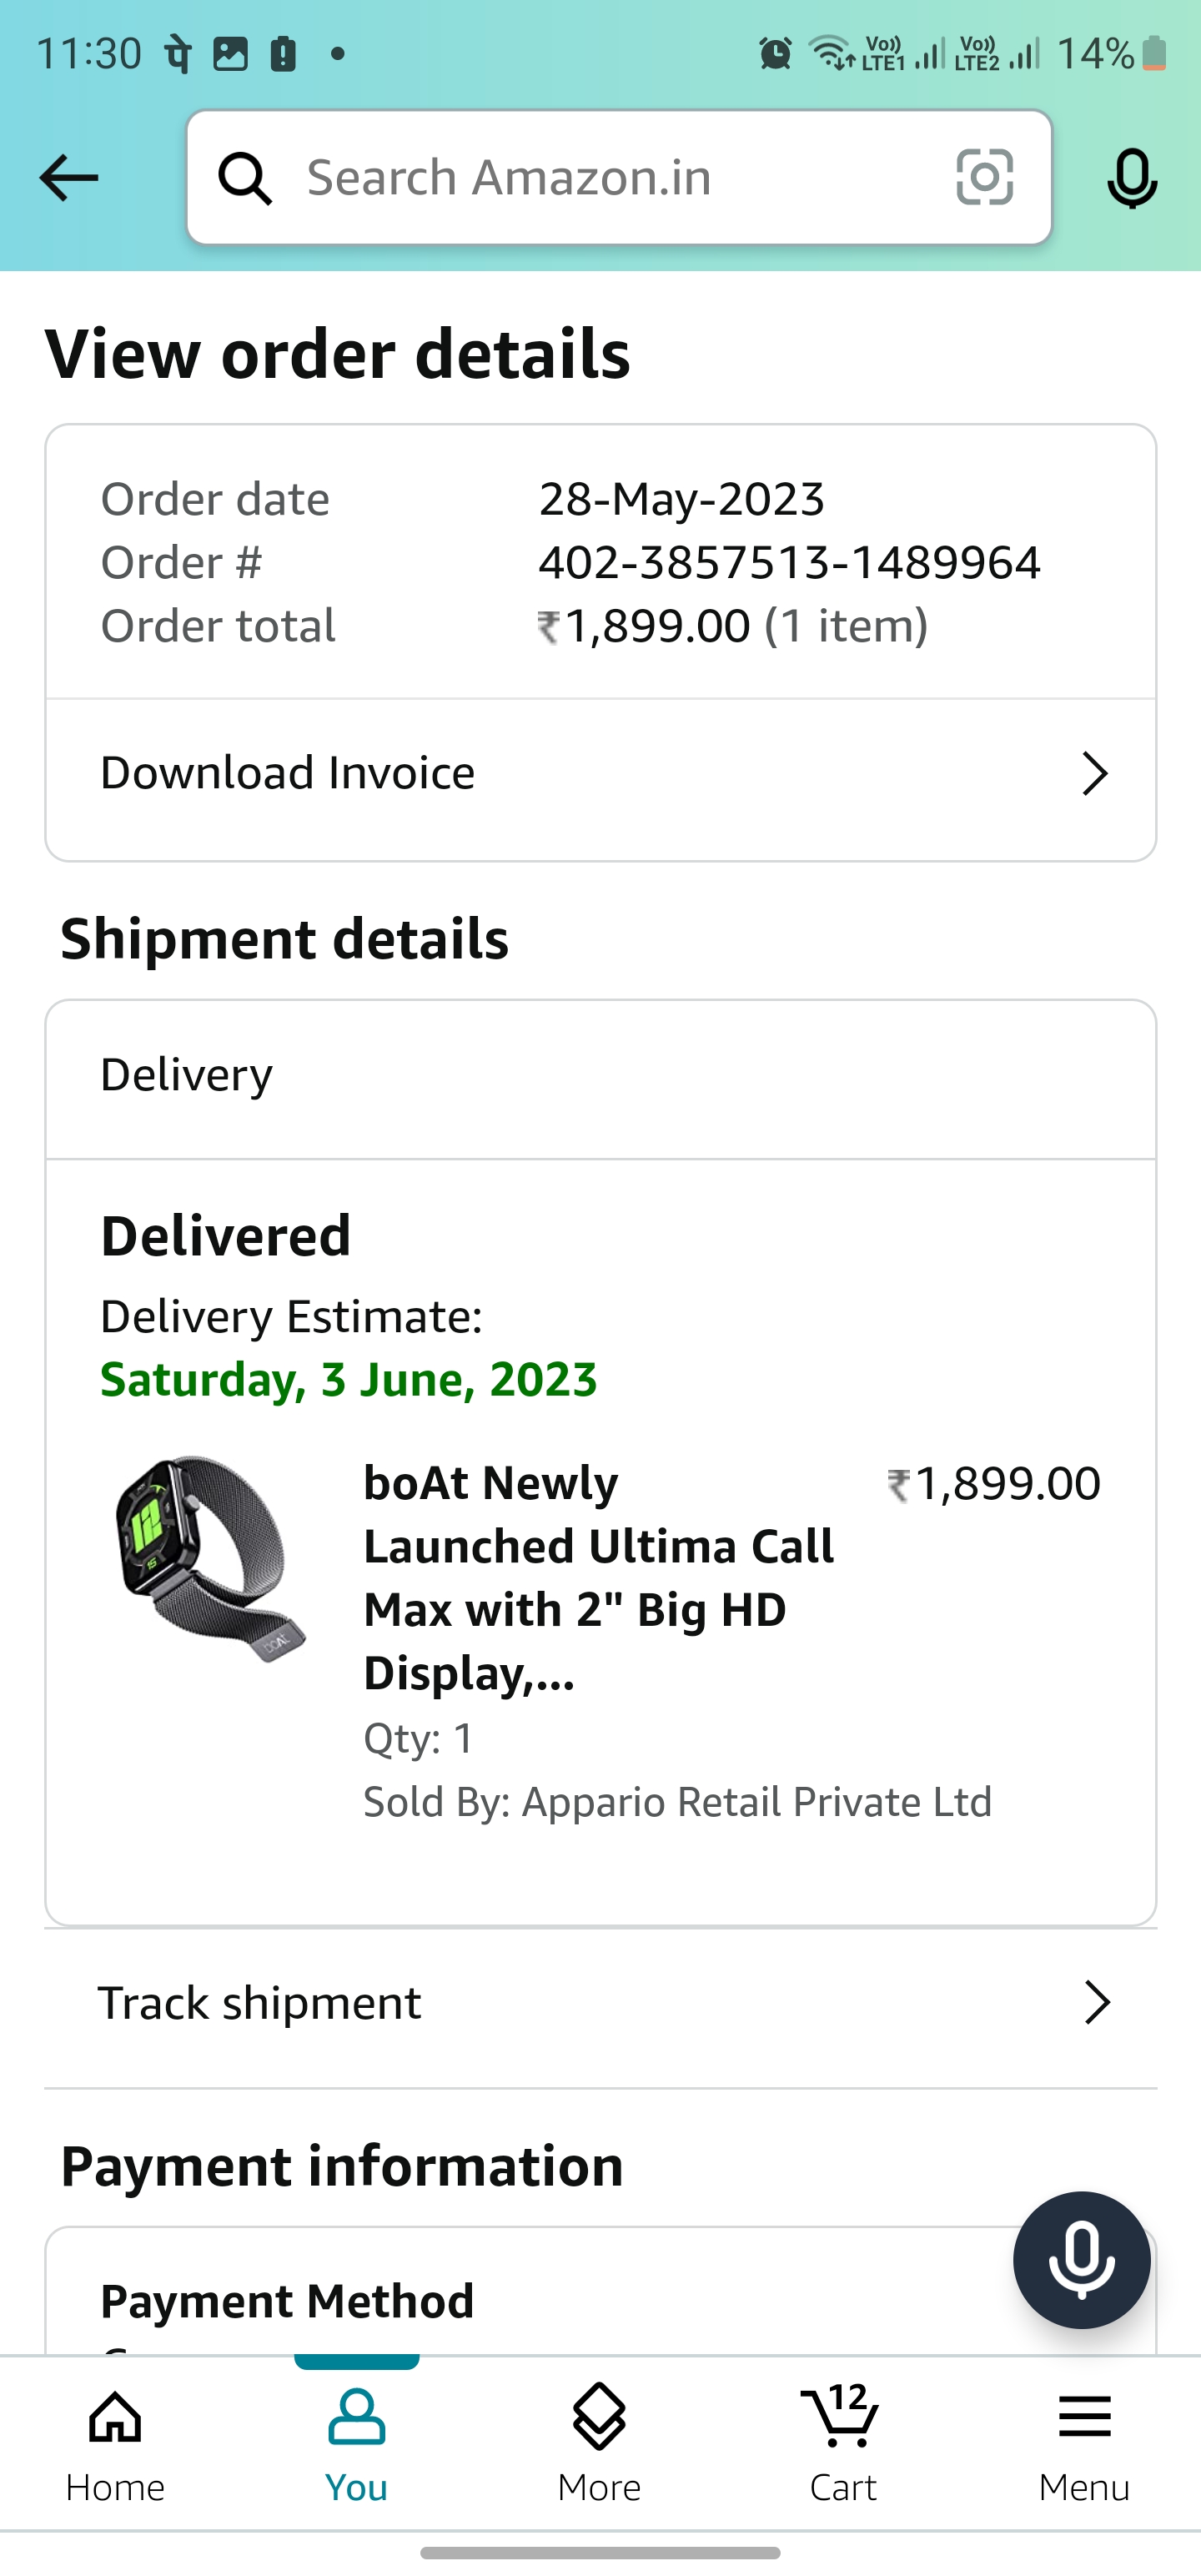 11:30 पे
Vo)) LTE1 Vo)) LTE2 14%
Search Amazon.in
View order details
Order date 28-May-2023
Order # 402-3857513-1489964
Order total ₹1,899.00 (1 item)
Download Invoice
Shipment details
Delivery
Delivered
Delivery Estimate:
Saturday, 3 June, 2023
boAt Newly ₹1,899.00
Launched Ultima Call
Max with 2" Big HD
Display,...
Qty: 1
Sold By: Appario Retail Private Ltd
12
15
boAt
Track shipment
Payment information
Payment Method
12
Home You More Cart Menu